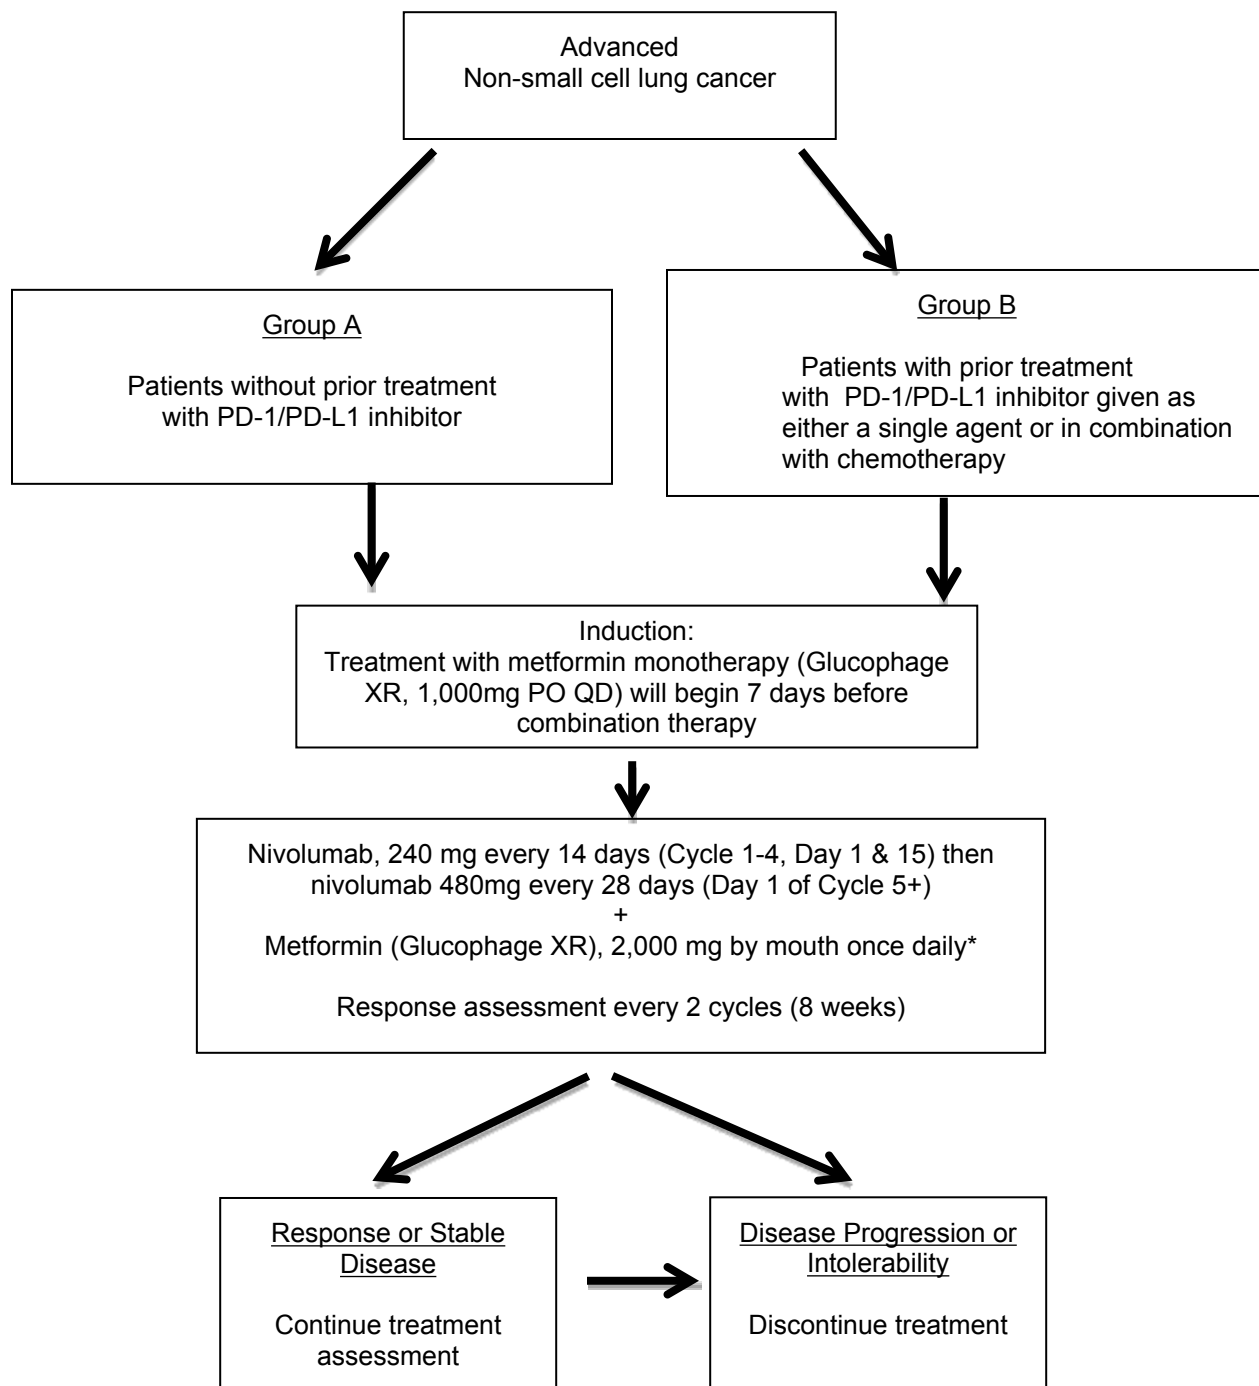 Advanced
Non-small cell lung cancer
Group A
Patients without prior treatment
with PD-1/PD-L1 inhibitor
Group B
Patients with prior treatment
with PD-1/PD-L1 inhibitor given as
either a single agent or in combination
with chemotherapy
Induction:
Treatment with metformin monotherapy (Glucophage
XR, 1,000mg PO QD) will begin 7 days before
combination therapy
Nivolumab, 240 mg every 14 days (Cycle 1-4, Day 1 & 15) then
nivolumab 480mg every 28 days (Day 1 of Cycle 5+)
+
Metformin (Glucophage XR), 2,000 mg by mouth once daily*
Response assessment every 2 cycles (8 weeks)
Response or Stable
Disease
Continue treatment
assessment
Disease Progression or
Intolerability
Discontinue treatment